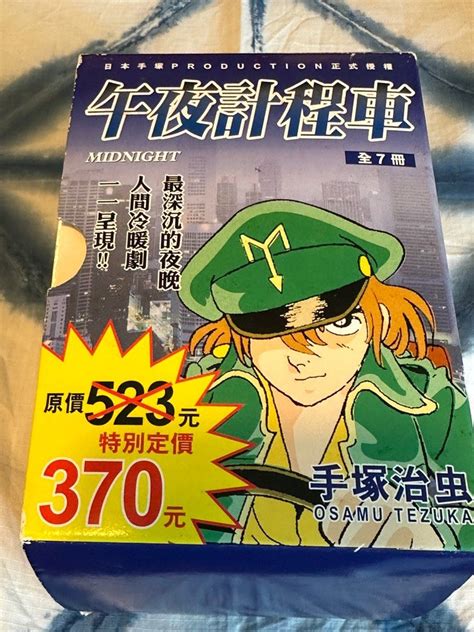 日本手塚PRODUCTION正式授權
午夜計程車
MIDNIGHT
全7冊
最深沉的夜晚
人間冷暖劇
一一呈現!!
原價523元
特別定價
370元
手塚治虫
OSAMU TEZUKA